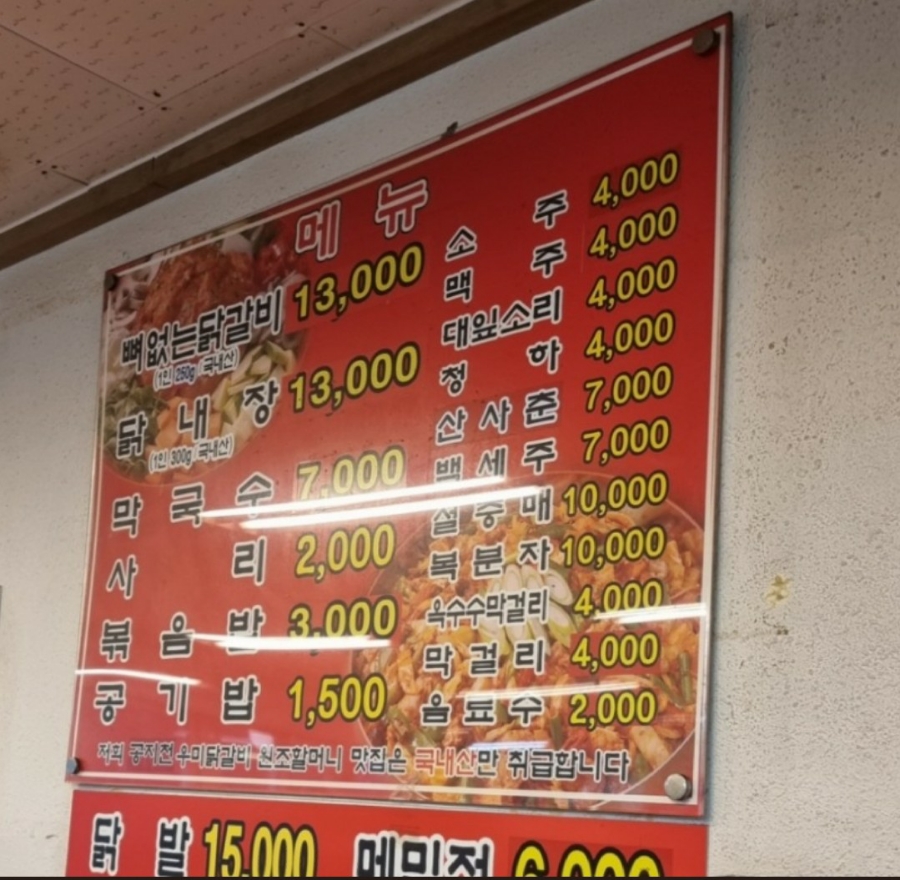 메 뉴
뼈없는닭갈비 13,000
(1인 250g 국내산)
닭 내 장 13,000
(1인 300g 국내산)
막 국 수 7,000
사 리 2,000
볶 음 밥 3,000
공 기 밥 1,500
소 주 4,000
맥 주 4,000
대잎소리 4,000
정 하 4,000
산 사 춘 7,000
백 세 주 7,000
설 중 매 10,000
복 분 자 10,000
옥수수막걸리 4,000
막 걸 리 4,000
음 료 수 2,000
저희 공지천 우미닭갈비 원조할머니 맛집은 국내산만 취급합니다
닭 발 15,000
메밀전 6,000